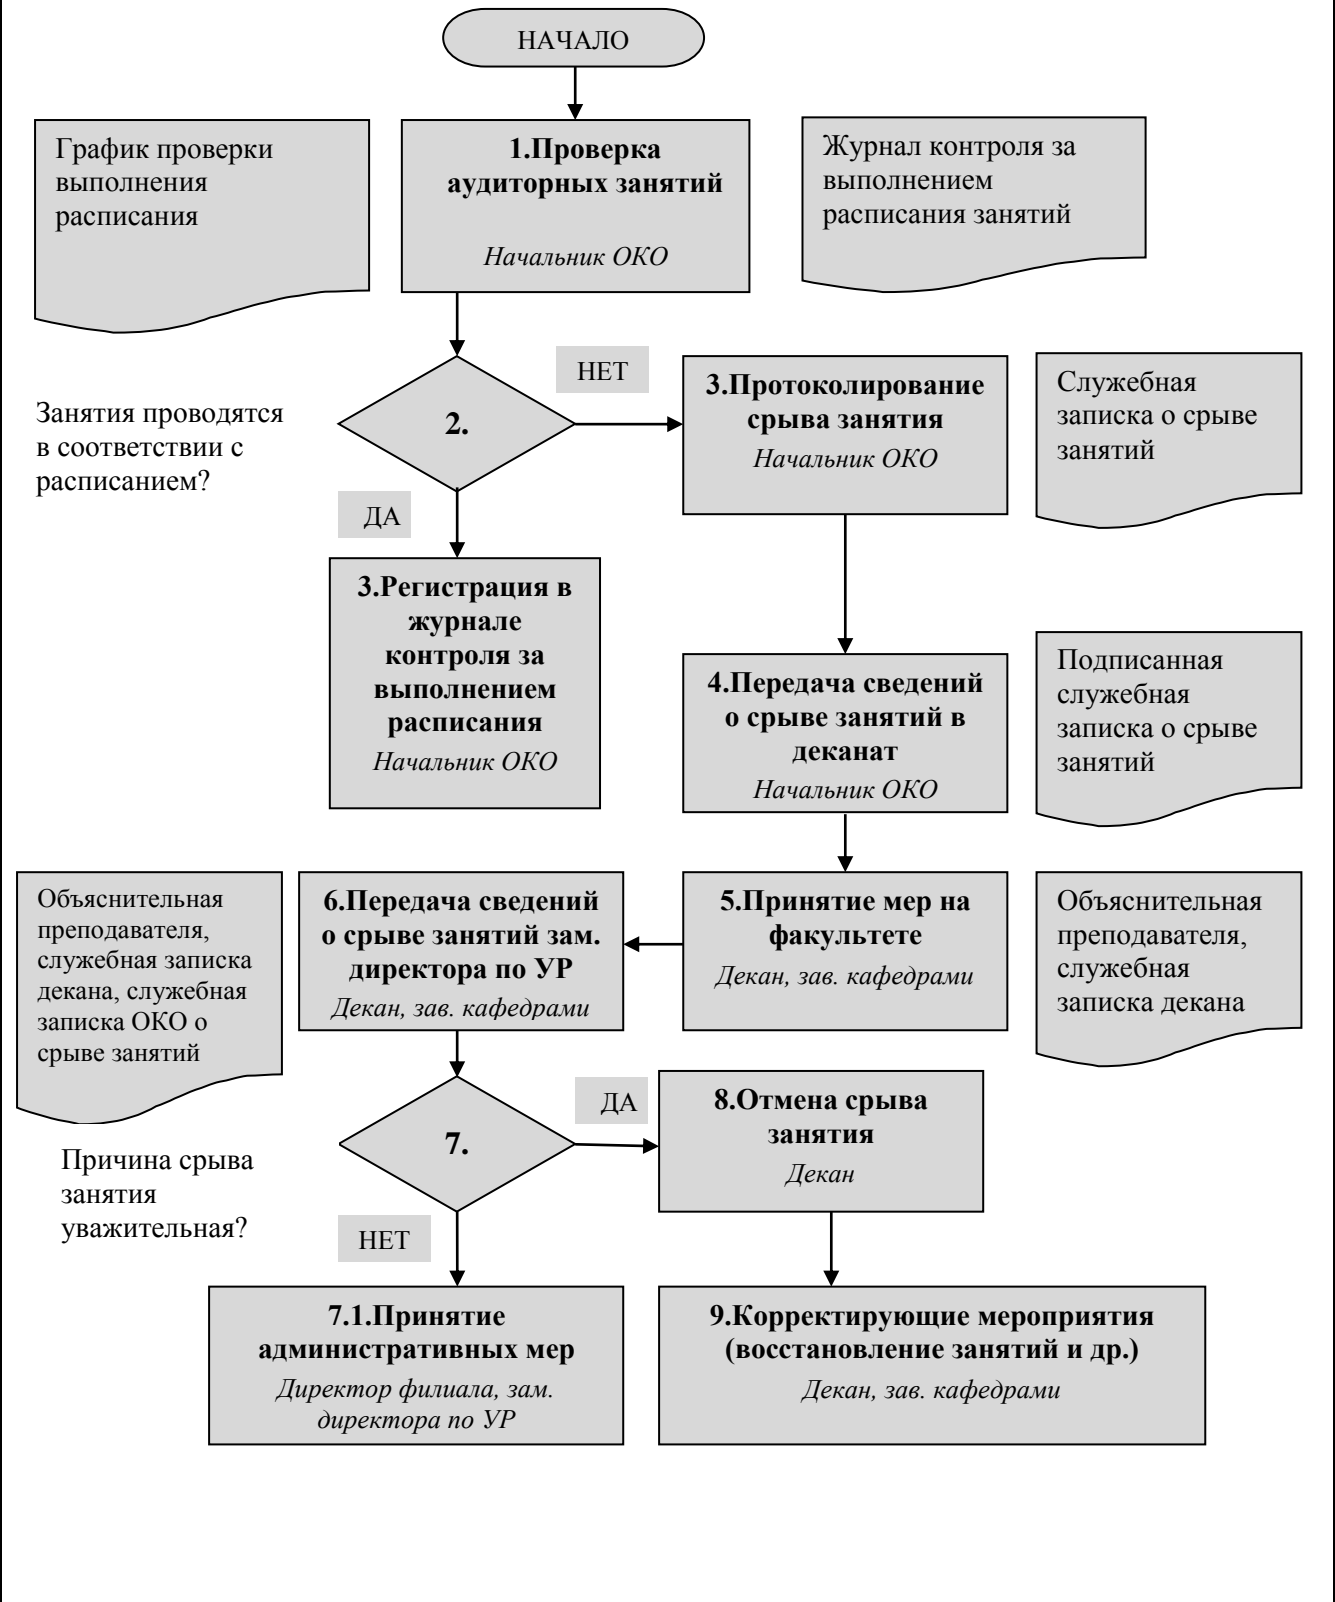 НАЧАЛО
График проверки
выполнения
расписания
1.Проверка
аудиторных занятий
Начальник ОКО
Журнал контроля за
выполнением
расписания занятий
Занятия проводятся
в соответствии с
расписанием?
2.
НЕТ
3.Протоколирование
срыва занятия
Начальник ОКО
Служебная
записка о срыве
занятий
ДА
3.Регистрация в
журнале
контроля за
выполнением
расписания
Начальник ОКО
4.Передача сведений
о срыве занятий в
деканат
Начальник ОКО
Подписанная
служебная
записка о срыве
занятий
Объяснительная
преподавателя,
служебная записка
декана, служебная
записка ОКО о
срыве занятий
6.Передача сведений
о срыве занятий зам.
директора по УР
Декан, зав. кафедрами
5.Принятие мер на
факультете
Декан, зав. кафедрами
Объяснительная
преподавателя,
служебная
записка декана
Причина срыва
занятия
уважительная?
7.
ДА
8.Отмена срыва
занятия
Декан
НЕТ
7.1.Принятие
административных мер
Директор филиала, зам.
директора по УР
9.Корректирующие мероприятия
(восстановление занятий и др.)
Декан, зав. кафедрами